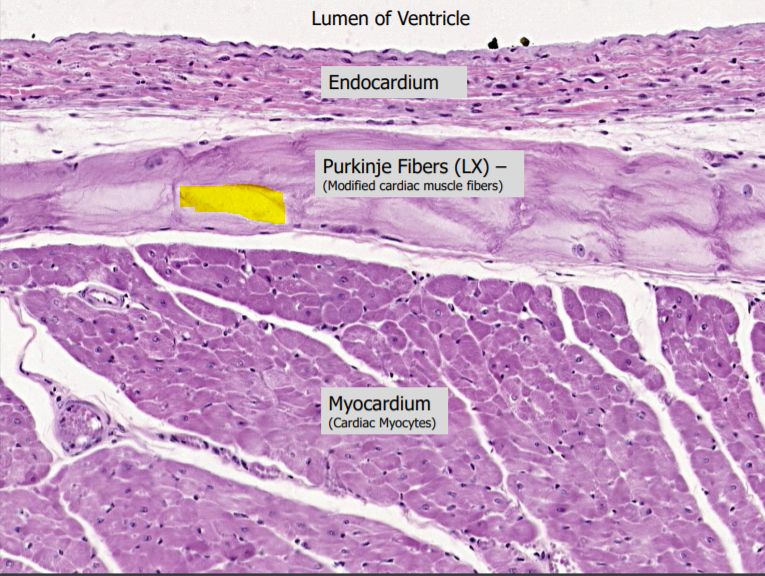 Lumen of Ventricle
Endocardium
Purkinje Fibers (LX) –
(Modified cardiac muscle fibers)
Myocardium
(Cardiac Myocytes)